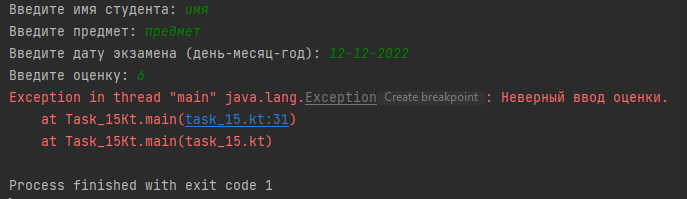 Введите имя студента: имя
Введите предмет: предмет
Введите дату экзамена (день-месяц-год): 12-12-2022
Введите оценку: 6
Exception in thread "main" java.lang.Exception Create breakpoint : Неверный ввод оценки.
at Task_15Kt.main(task_15.kt:31)
at Task_15Kt.main(task_15.kt)
Process finished with exit code 1